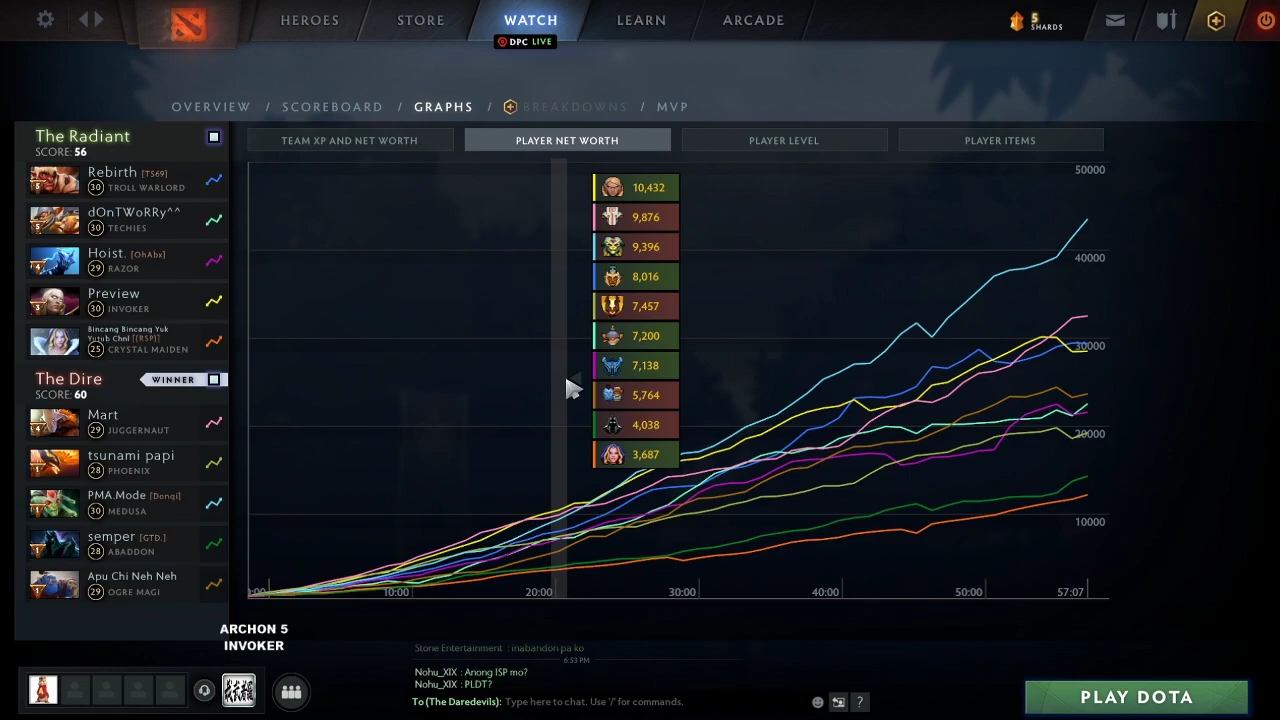 HEROES STORE WATCH LEARN ARCADE
5 SHARDS
DPC LIVE
OVERVIEW / SCOREBOARD / GRAPHS / BREAKDOWNS / MVP
The Radiant
SCORE: 56
Rebirth [TS69]
30 TROLL WARLORD
dOnTWoRRy^^
30 TECHIES
Hoist. [OhAbx]
29 RAZOR
Preview
30 INVOKER
Bincang Bincang Yuk
Yutub Chnl [(RSP)]
25 CRYSTAL MAIDEN
The Dire
WINNER
SCORE: 60
Mart
29 JUGGERNAUT
tsunami papi
28 PHOENIX
PMA.Mode [Donqi]
30 MEDUSA
semper [GTD.]
28 ABADDON
Apu Chi Neh Neh
29 OGRE MAGI
TEAM XP AND NET WORTH PLAYER NET WORTH PLAYER LEVEL PLAYER ITEMS
50000
40000
30000
20000
10000
10,432
9,876
9,396
8,016
7,457
7,200
7,138
5,764
4,038
3,687
10:00 20:00 30:00 40:00 50:00 57:07
ARCHON 5
INVOKER
Stone Entertainment : inabandon pa ko
6:53 PM
Nohu_XIX : Anong ISP mo?
Nohu_XIX : PLDT?
To (The Daredevils): Type here to chat. Use '/' for commands.
?
PLAY DOTA